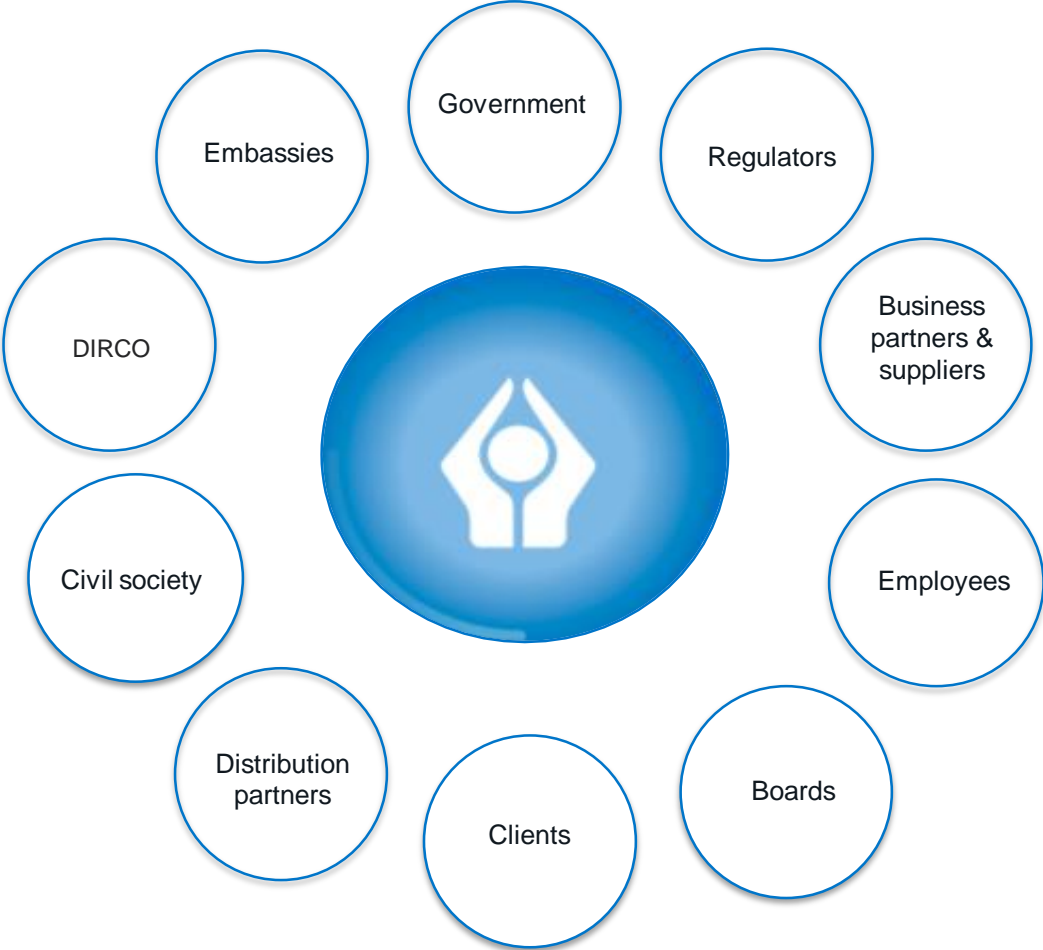 Government
Embassies
Regulators
Business
partners &
suppliers
DIRCO
Civil society
Employees
Distribution
partners
Boards
Clients